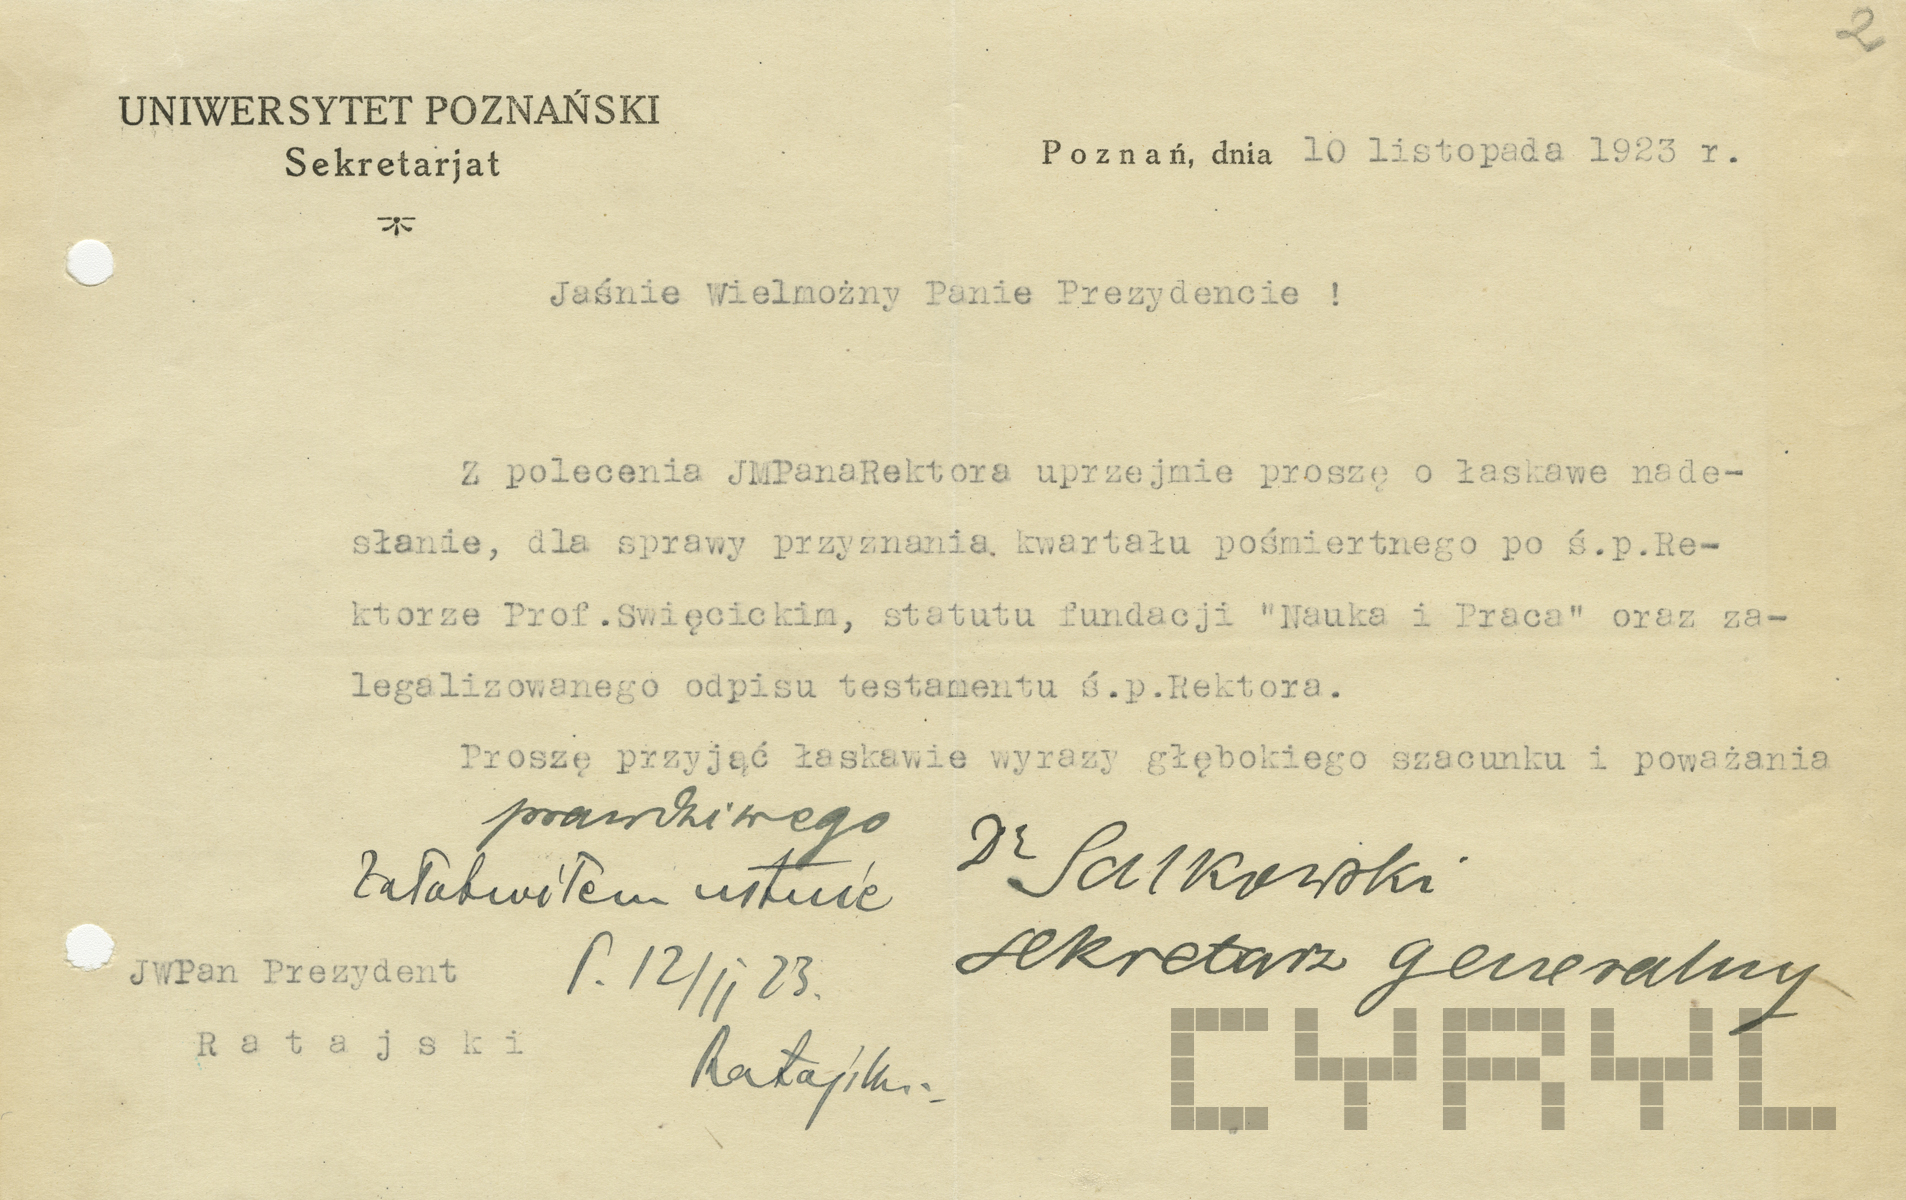 2
UNIWERSYTET POZNAŃSKI
Sekretarjat
Poznań, dnia 10 listopada 1923 r.
Jaśnie Wielmożny Panie Prezydencie !
Z polecenia JMPanaRektora uprzejmie proszę o łaskawe nade-
słanie, dla sprawy przyznania. kwartału pośmiertnego po ś.p.Re-
ktorze Prof.Swięcickim, statutu fundacji "Nauka i Praca" oraz za-
legalizowanego odpisu testamentu ś.p.Rektora.
Proszę przyjąć łaskawie wyrazy głębokiego szacunku i poważania
prawdziwego
Dr Sałkowski
Załatwiłem ustnie
sekretarz generalny
P. 12/11 23.
JWPan Prezydent
Ratajski
Ratajski
CYRYL